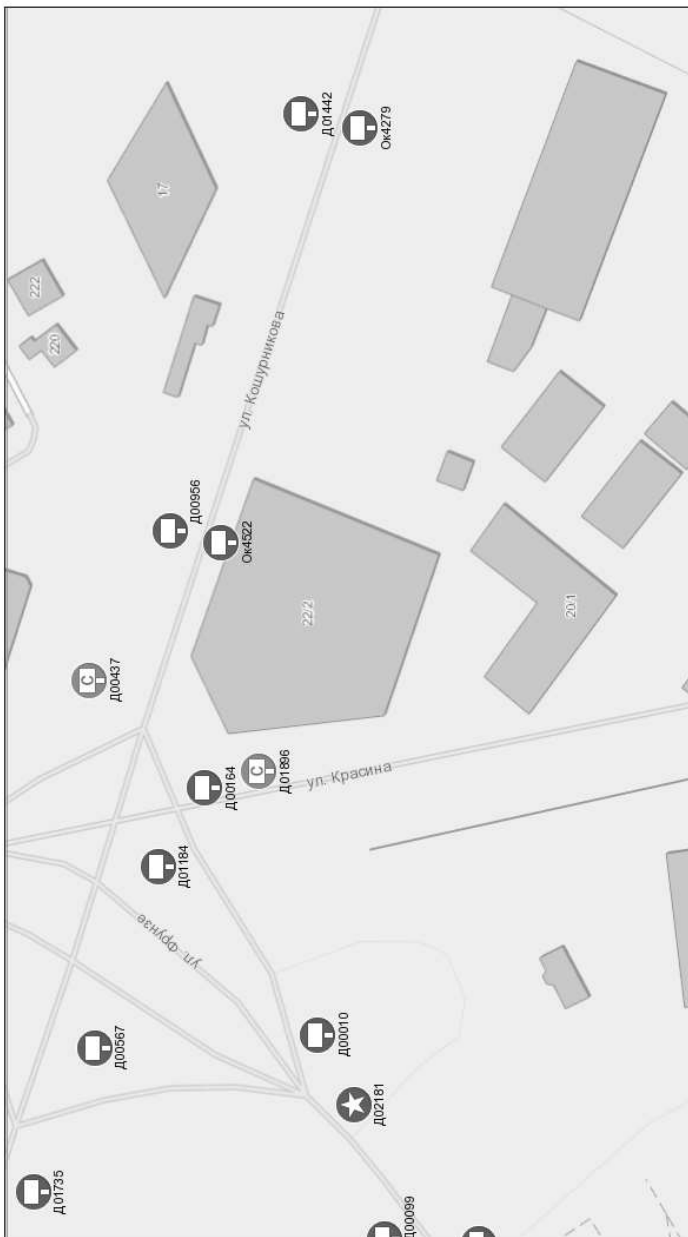 Д01442
Ок4279
17
222
220
ул. Кошурникова
Д00956
Ок4522
22/2
20/1
С
Д00437
С
Д01896
Д00164
ул. Красина
Д01184
ул. Фрунзе
Д00567
Д00010
Д02181
Д01735
Д00099